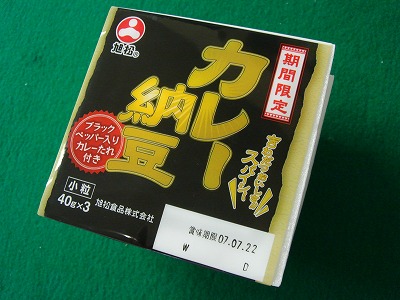 旭松®
期間限定
カレー
納豆
ブラック
ペッパー入り
カレーたれ
付き
小粒
40g×3
旭松食品株式会社
賞味期限 07.07.22
W D